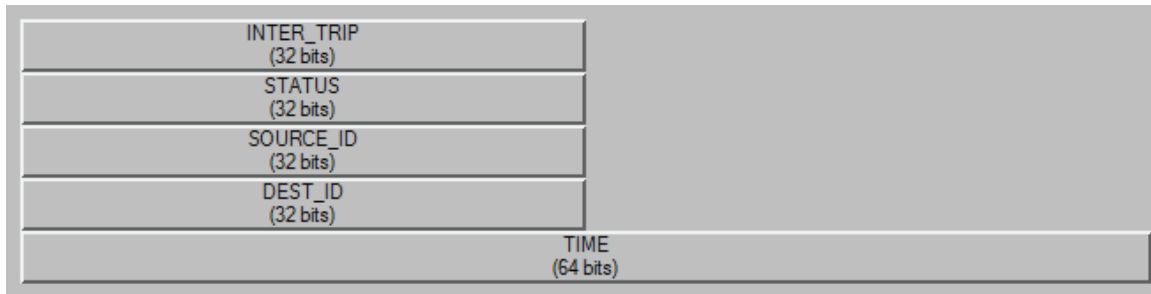 INTER_TRIP
(32 bits)
STATUS
(32 bits)
SOURCE_ID
(32 bits)
DEST_ID
(32 bits)
TIME
(64 bits)